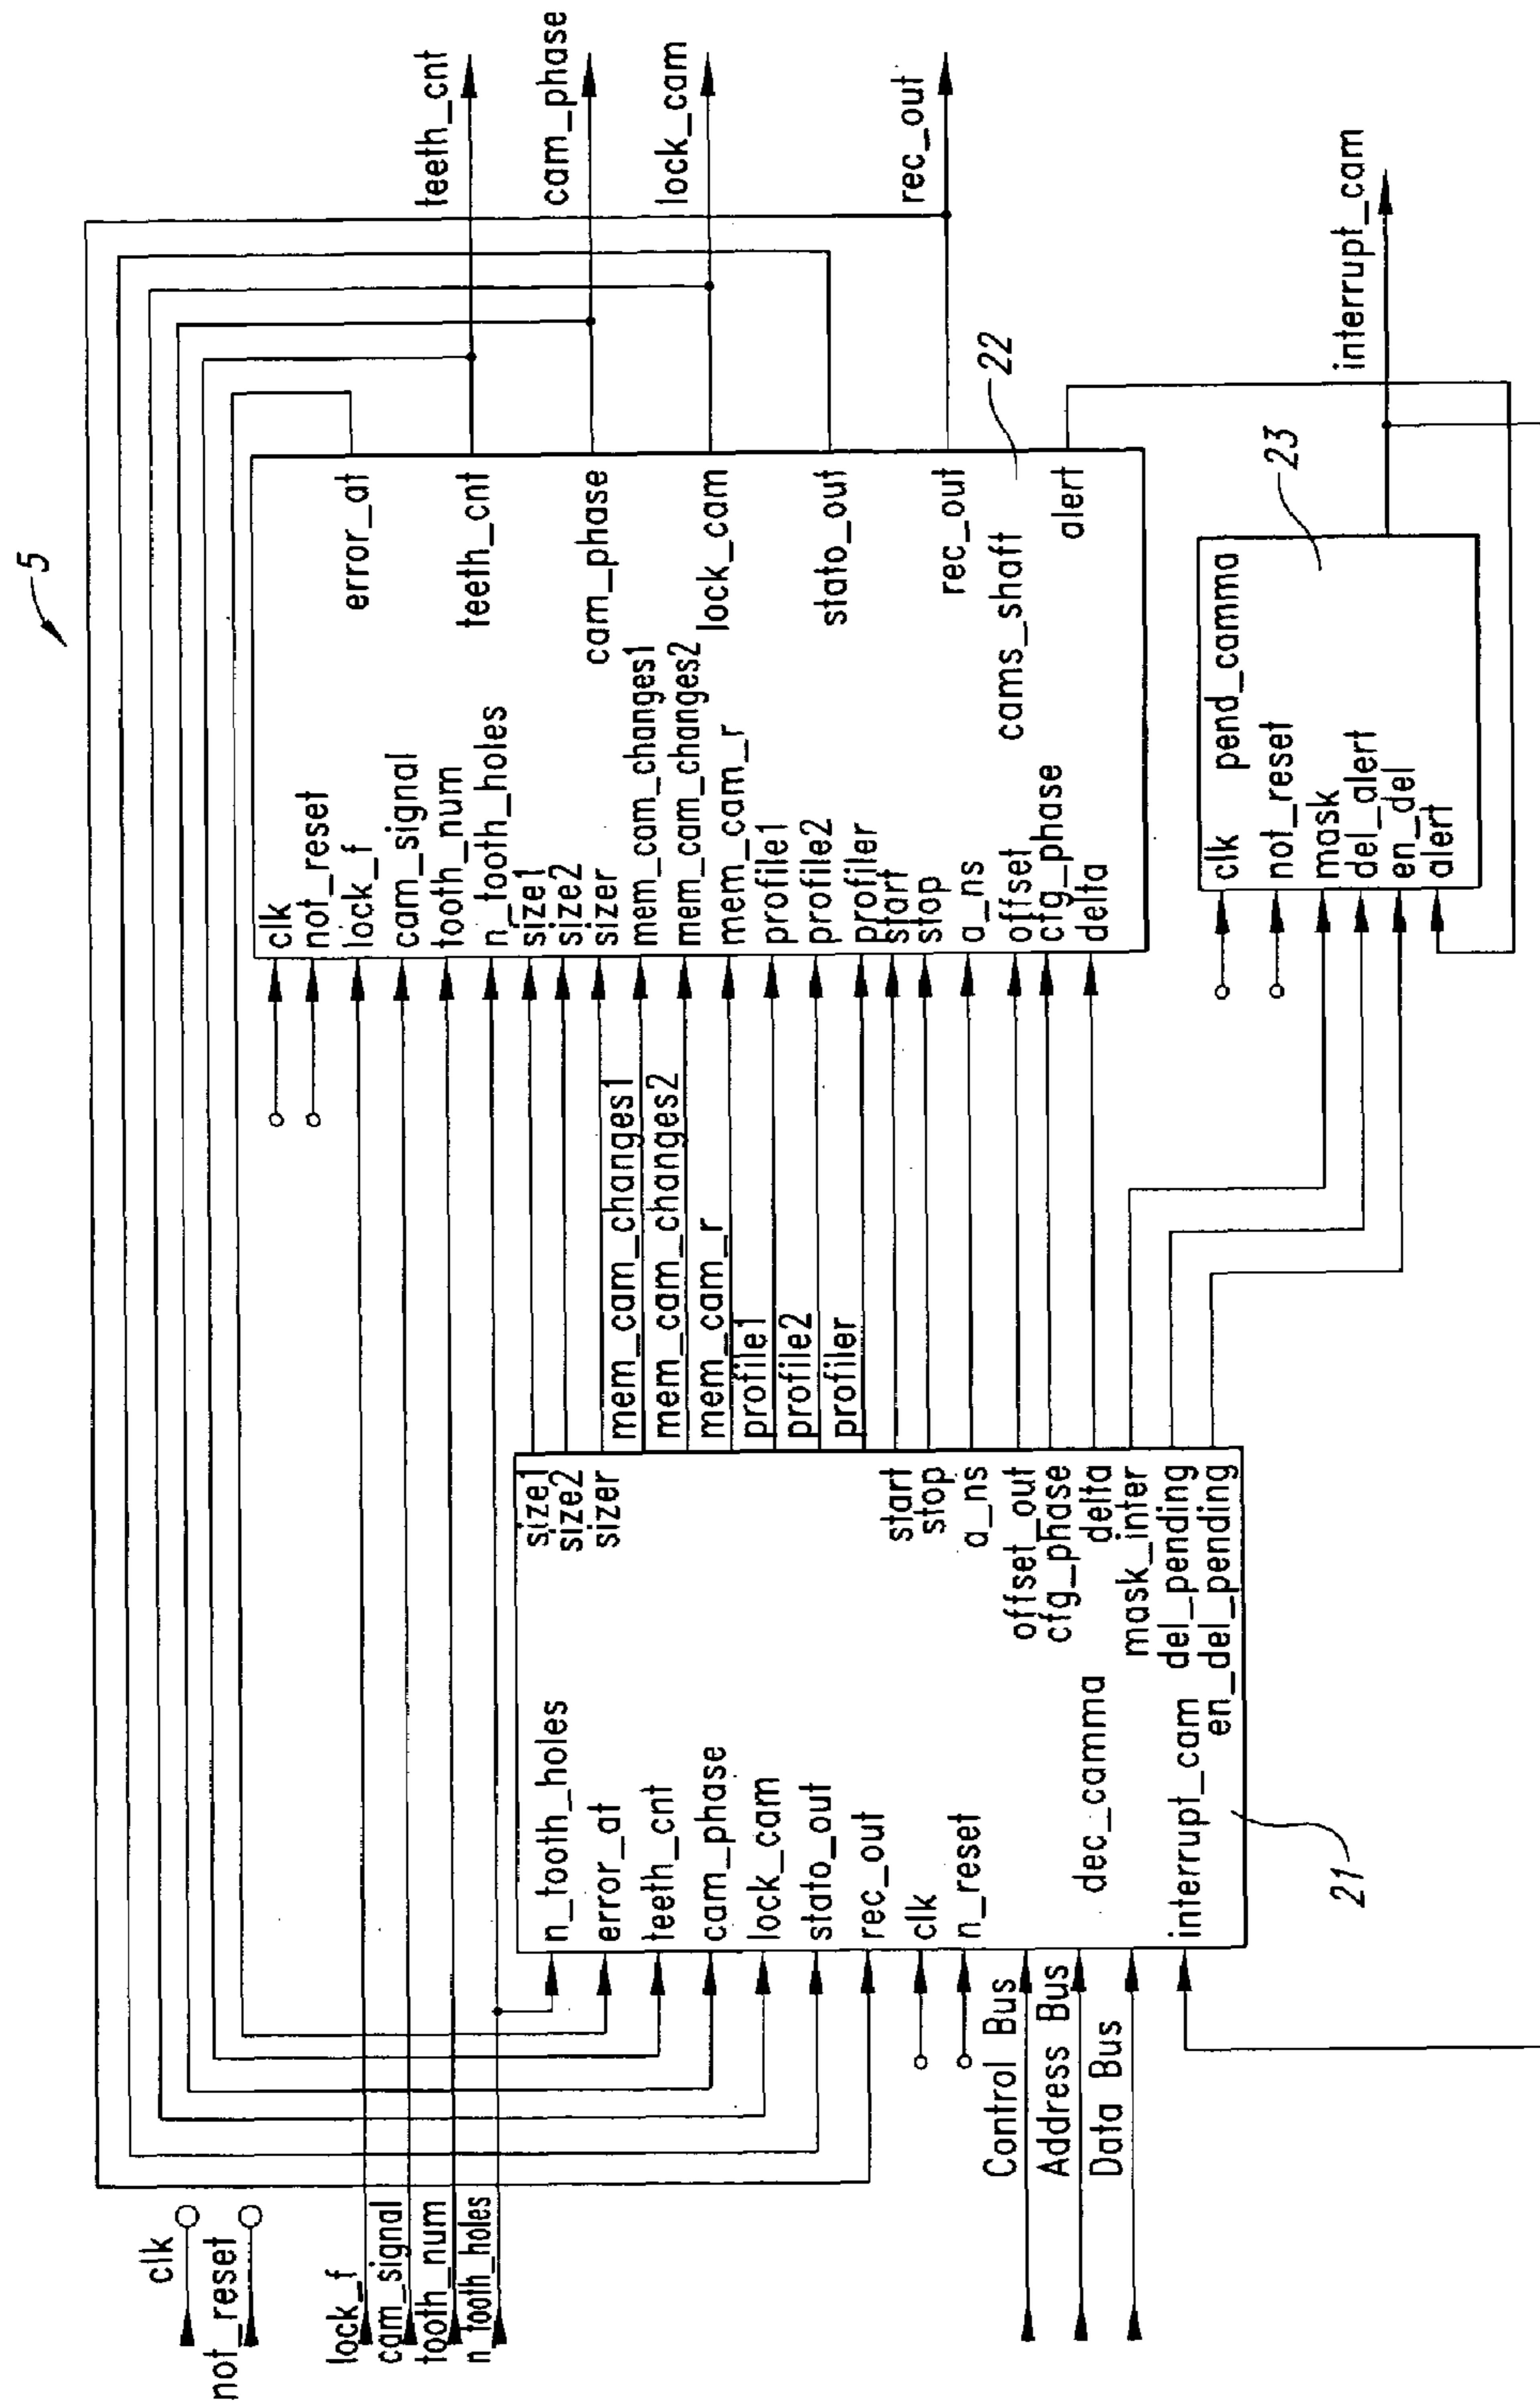 5
clk
not_reset
lock_f
cam_signal
tooth_num
n_tooth_holes
Control Bus
Address Bus
Data Bus
n_tooth_holes
error_at
teeth_cnt
cam_phase
lock_cam
stato_out
rec_out
clk
n_reset
dec_camma
interrupt_cam
21
size1
size2
sizer
start
stop
a_ns
offset_out
cfg_phase
delta
mask_inter
del_pending
en_del_pending
mem_cam_changes1
mem_cam_changes2
mem_cam_r
profile1
profile2
profiler
clk
not_reset
lock_f
cam_signal
tooth_num
n_tooth_holes
size1
size2
sizer
mem_cam_changes1
mem_cam_changes2
mem_cam_r
profile1
profile2
profiler
start
stop
a_ns
offset
cfg_phase
delta
cams_shaft
error_at
teeth_cnt
cam_phase
lock_cam
stato_out
rec_out
alert
22
clk
not_reset
mask
del_alert
en_del
alert
pend_camma
23
teeth_cnt
cam_phase
lock_cam
rec_out
interrupt_cam